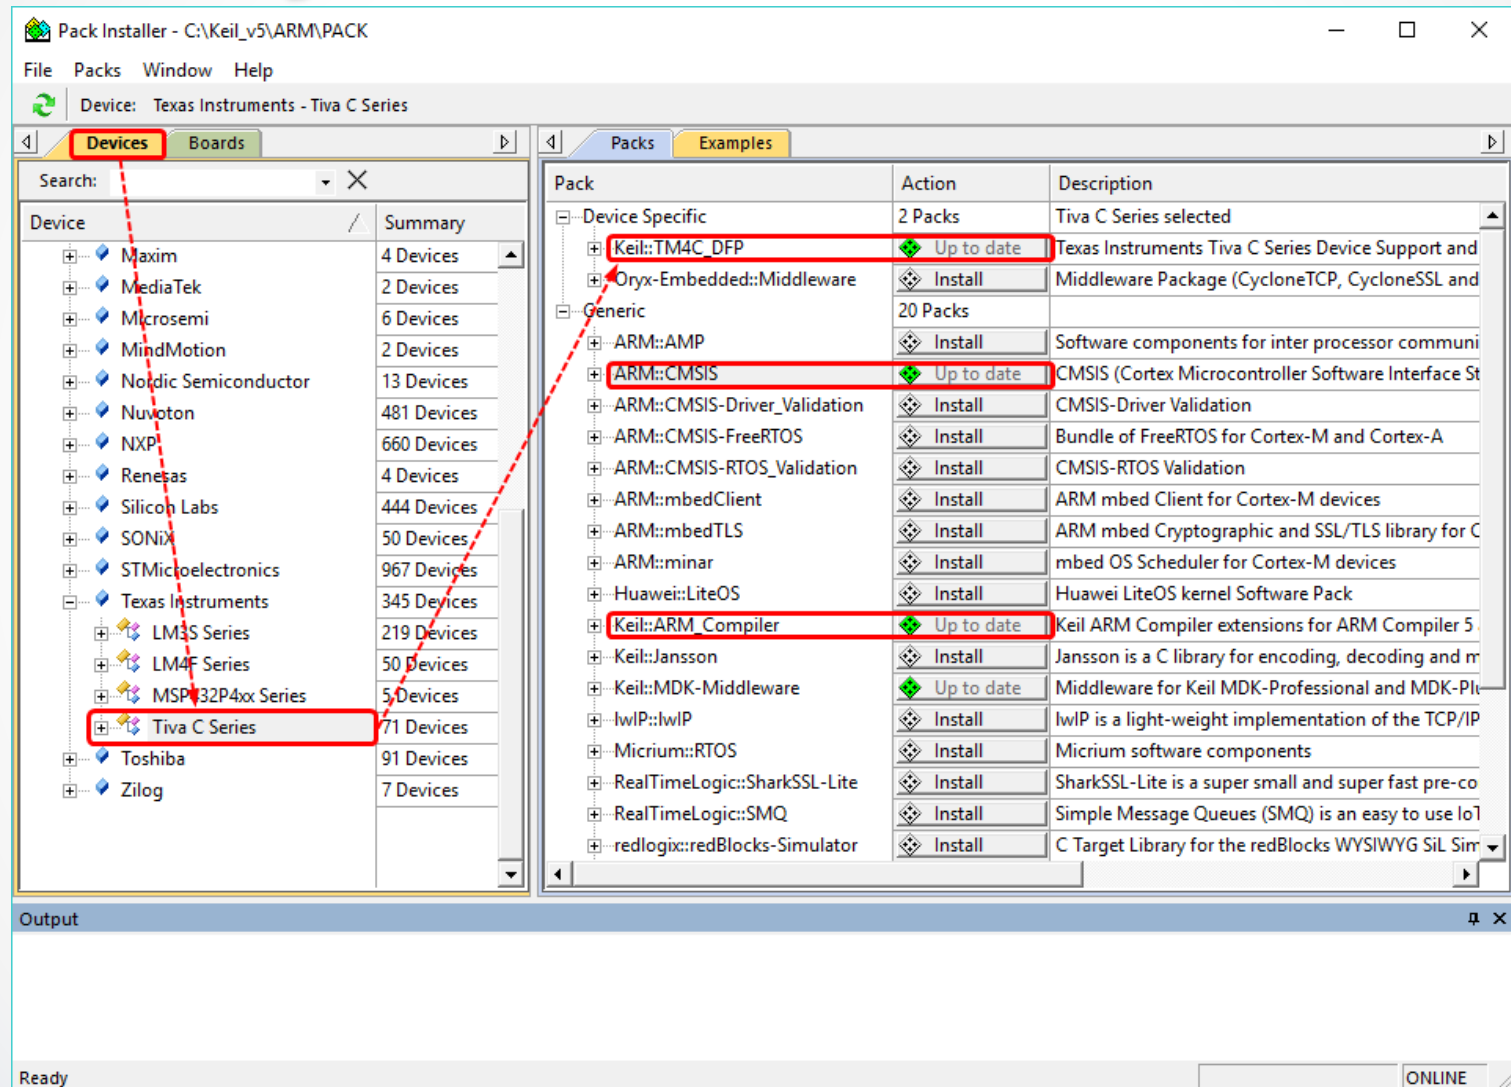 Pack Installer - C:\Keil_v5\ARM\PACK
File Packs Window Help
Device: Texas Instruments - Tiva C Series
Devices Boards
Search:
Device Summary
Maxim 4 Devices
MediaTek 2 Devices
Microsemi 6 Devices
MindMotion 2 Devices
Nordic Semiconductor 13 Devices
Nuvoton 481 Devices
NXP 660 Devices
Renesas 4 Devices
Silicon Labs 444 Devices
SONiX 50 Devices
STMicroelectronics 967 Devices
Texas Instruments 345 Devices
LM3S Series 219 Devices
LM4F Series 50 Devices
MSP432P4xx Series 5 Devices
Tiva C Series 71 Devices
Toshiba 91 Devices
Zilog 7 Devices
Packs Examples
Pack Action Description
Device Specific 2 Packs Tiva C Series selected
Keil::TM4C_DFP Up to date Texas Instruments Tiva C Series Device Support and
Oryx-Embedded::Middleware Install Middleware Package (CycloneTCP, CycloneSSL and
Generic 20 Packs
ARM::AMP Install Software components for inter processor communi
ARM::CMSIS Up to date CMSIS (Cortex Microcontroller Software Interface St
ARM::CMSIS-Driver_Validation Install CMSIS-Driver Validation
ARM::CMSIS-FreeRTOS Install Bundle of FreeRTOS for Cortex-M and Cortex-A
ARM::CMSIS-RTOS_Validation Install CMSIS-RTOS Validation
ARM::mbedClient Install ARM mbed Client for Cortex-M devices
ARM::mbedTLS Install ARM mbed Cryptographic and SSL/TLS library for C
ARM::minar Install mbed OS Scheduler for Cortex-M devices
Huawei::LiteOS Install Huawei LiteOS kernel Software Pack
Keil::ARM_Compiler Up to date Keil ARM Compiler extensions for ARM Compiler 5
Keil::Jansson Install Jansson is a C library for encoding, decoding and m
Keil::MDK-Middleware Up to date Middleware for Keil MDK-Professional and MDK-Plu
lwIP::lwIP Install lwIP is a light-weight implementation of the TCP/IP
Micrium::RTOS Install Micrium software components
RealTimeLogic::SharkSSL-Lite Install SharkSSL-Lite is a super small and super fast pre-co
RealTimeLogic::SMQ Install Simple Message Queues (SMQ) is an easy to use IoT
redlogix::redBlocks-Simulator Install C Target Library for the redBlocks WYSIWYG SiL Sim
Output
Ready ONLINE